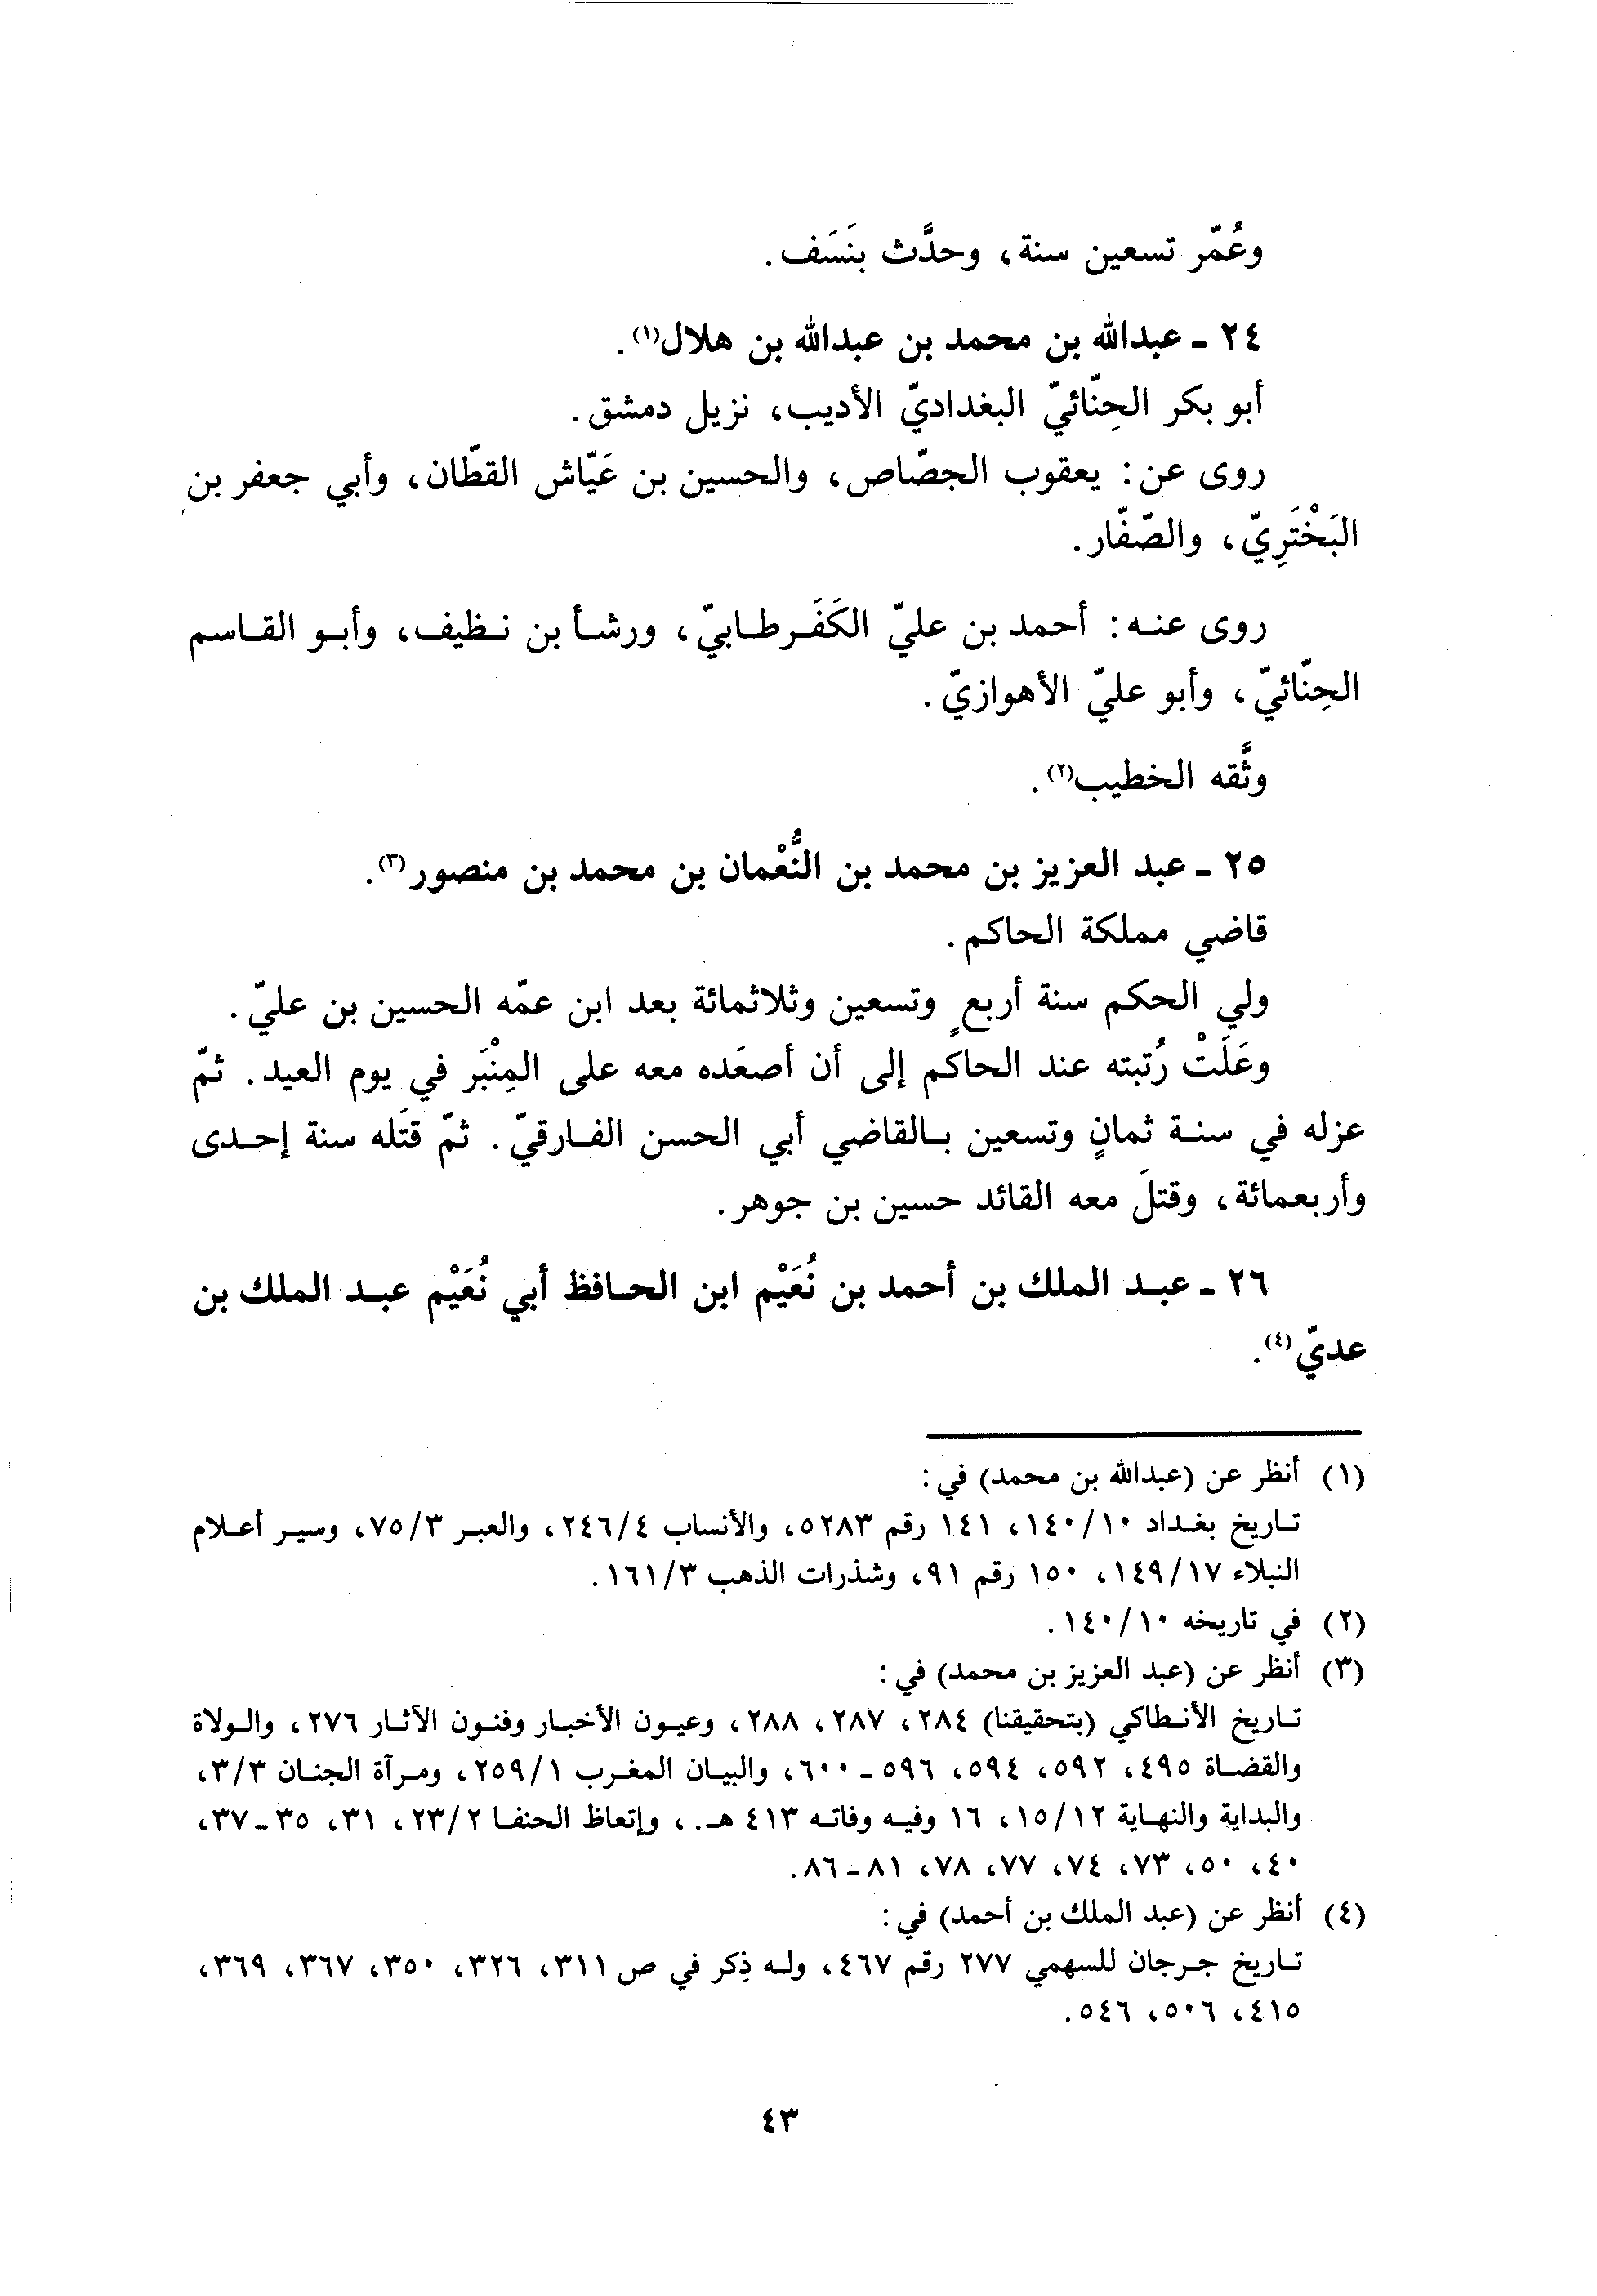 وعُمّر تسعين سنة، وحدَّث بنَسَف.
٢٤ ـ عبدالله بن محمد بن عبدالله بن هلال(١).
أبو بكر الحِنّائيّ البغداديّ الأديب، نزيل دمشق.
روى عن: يعقوب الجصّاص، والحسين بن عَيّاش القطّان، وأبي جعفر بن
البَخْتَرِيّ، والصّفّار.
روى عنه: أحمد بن عليّ الكَفَرطابيّ، ورشأ بن نظيف، وأبو القاسم
الحِنّائيّ، وأبو عليّ الأهوازيّ.
وثَّقه الخطيب(٢).
٢٥ ـ عبد العزيز بن محمد بن النُّعْمان بن محمد بن منصور(٣).
قاضي مملكة الحاكم.
ولي الحكم سنة أربعٍ وتسعين وثلاثمائة بعد ابن عمّه الحسين بن عليّ.
وعَلَتْ رُتبته عند الحاكم إلى أن أصعَده معه على المِنْبَر في يوم العيد. ثمّ
عزله في سنة ثمانٍ وتسعين بالقاضي أبي الحسن الفارقيّ. ثمّ قتَله سنة إحدى
وأربعمائة، وقتلَ معه القائد حسين بن جوهر.
٢٦ ـ عبد الملك بن أحمد بن نُعَيْم ابن الحافظ أبي نُعَيْم عبد الملك بن
عديّ(٤).
(١) أنظر عن (عبدالله بن محمد) في:
تاريخ بغداد ١٤٠/١٠، ١٤١ رقم ٥٢٨٣، والأنساب ٢٤٦/٤، والعبر ٧٥/٣، وسير أعلام
النبلاء ١٤٩/١٧، ١٥٠ رقم ٩١، وشذرات الذهب ١٦١/٣.
(٢) في تاريخه ١٤٠/١٠.
(٣) أنظر عن (عبد العزيز بن محمد) في:
تاريخ الأنطاكي (بتحقيقنا) ٢٨٤، ٢٨٧، ٢٨٨، وعيون الأخبار وفنون الآثار ٢٧٦، والولاة
والقضاة ٤٩٥، ٥٩٢، ٥٩٤، ٥٩٦ ـ ٦٠٠، والبيان المغرب ٢٥٩/١، ومرآة الجنان ٣/٣،
والبداية والنهاية ١٥/١٢، ١٦ وفيه وفاته ٤١٣ هـ.، وإتعاظ الحنفا ٢٣/٢، ٣١، ٣٥ـ٣٧،
٤٠، ٥٠، ٧٣، ٧٤، ٧٧، ٧٨، ٨١ـ٨٦.
(٤) أنظر عن (عبد الملك بن أحمد) في:
تاريخ جرجان للسهمي ٢٧٧ رقم ٤٦٧، وله ذِكر في ص ٣١١، ٣٢٦، ٣٥٠، ٣٦٧، ٣٦٩،
٤١٥، ٥٠٦، ٥٤٦.
٤٣